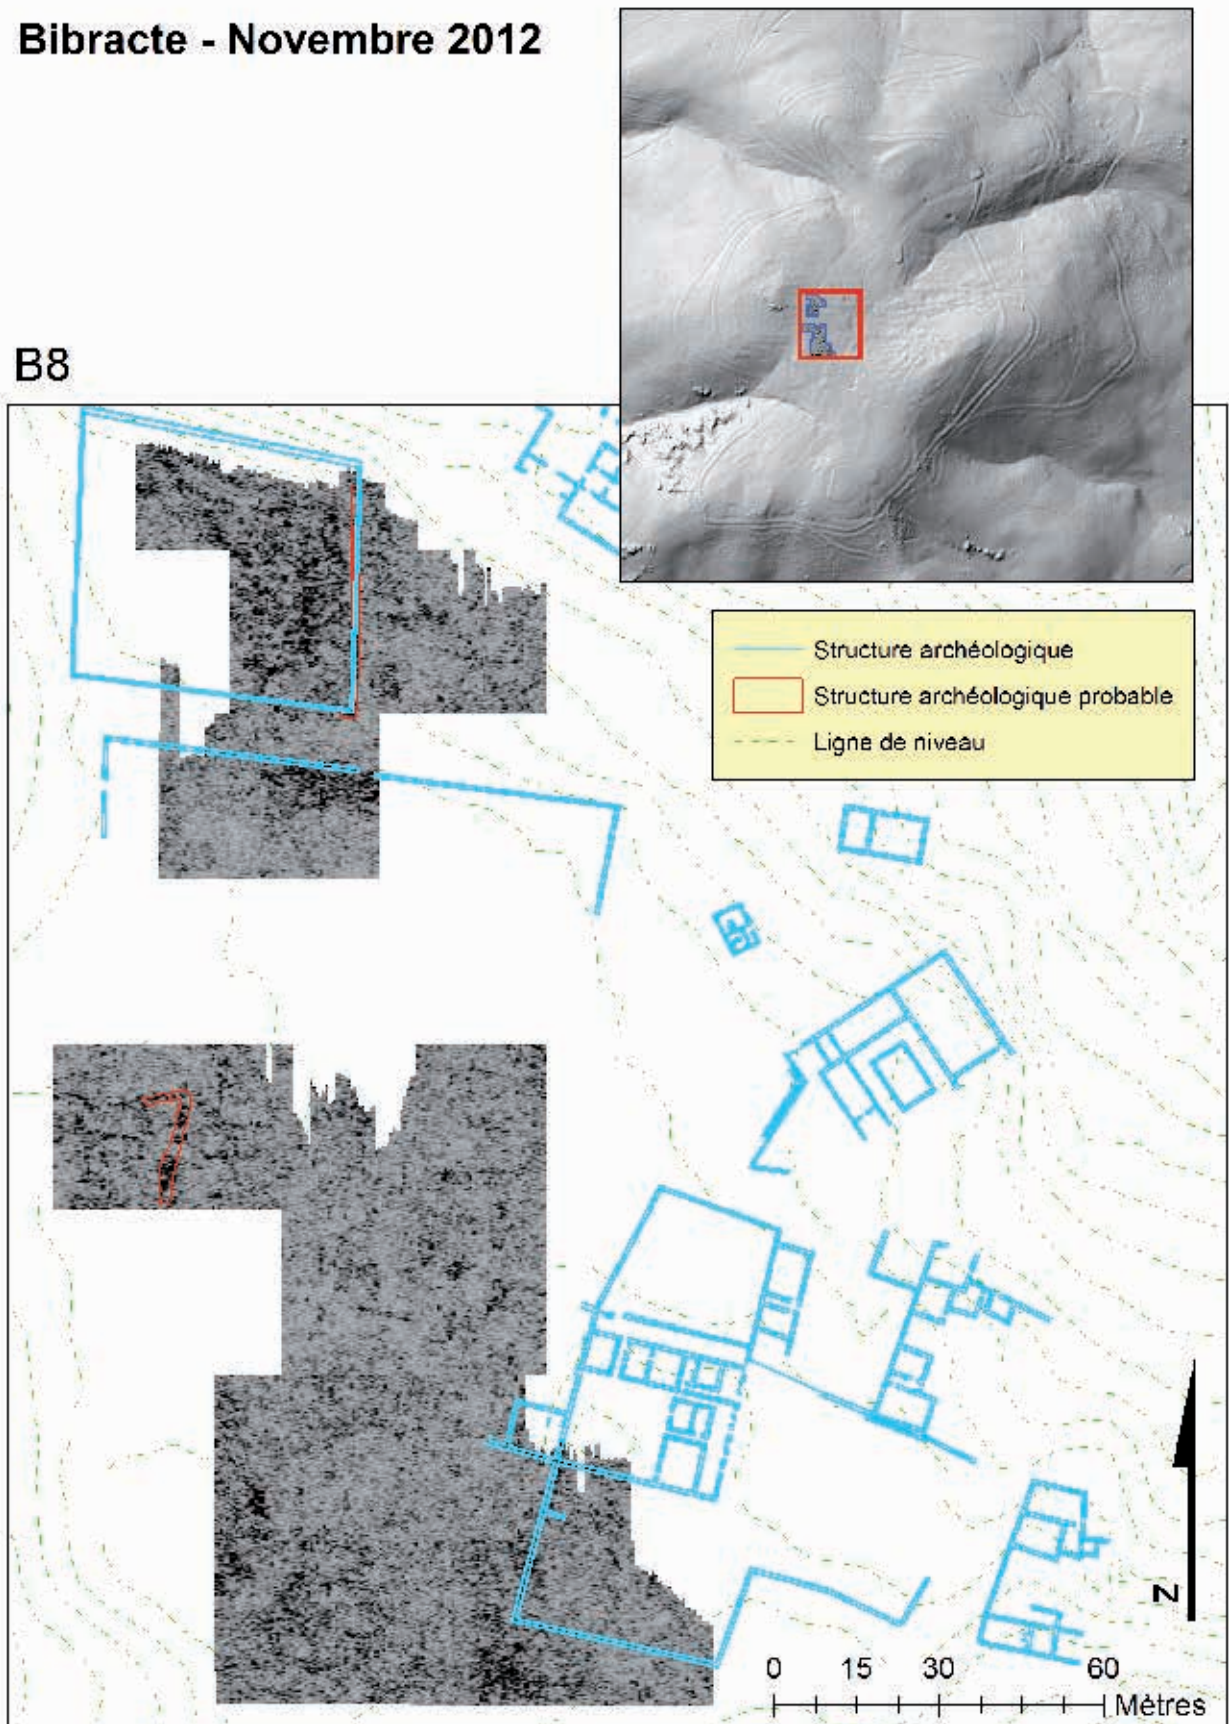 Bibracte - Novembre 2012
B8
Structure archéologique
Structure archéologique probable
Ligne de niveau
N
0 15 30 60
Mètres